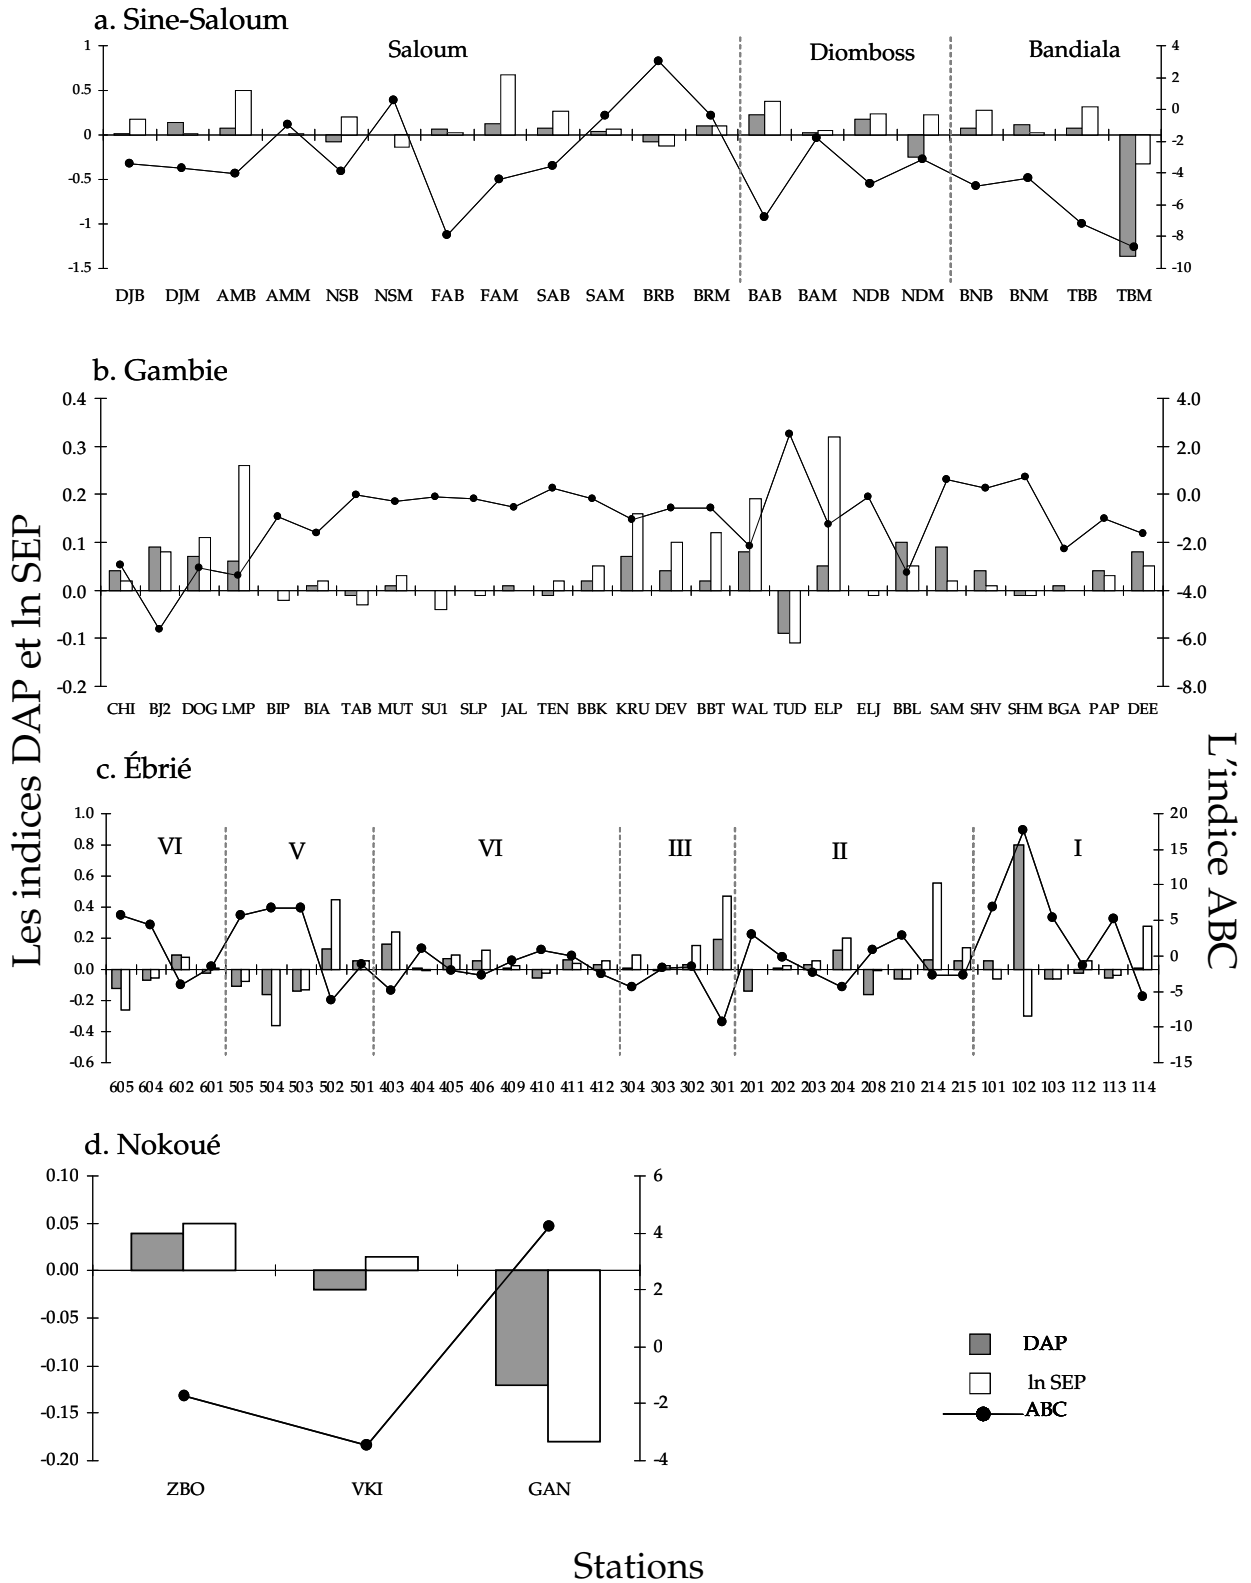 a. Sine-Saloum
Saloum Diomboss Bandiala
1 4
2
0.5 0
0 -2
-4
-0.5 -6
-1 -8
-1.5 -10
DJB DJM AMB AMM NSB NSM FAB FAM SAB SAM BRB BRM BAB BAM NDB NDM BNB BNM TBB TBM
b. Gambie
0.4 4.0
0.3 2.0
0.2 0.0
0.1 -2.0
0.0 -4.0
-0.1 -6.0
-0.2 -8.0
CHI BJ2 DOG LMP BIP BIA TAB MUT SU1 SLP JAL TEN BBK KRU DEV BBT WAL TUD ELP ELJ BBL SAM SHV SHM BGA PAP DEE
Les indices DAP et ln SEP
L'indice ABC
c. Ébrié
VI V VI III II I
1.0 20
0.8 15
0.6 10
0.4 5
0.2 0
0.0 -5
-0.2 -10
-0.4 -15
-0.6
605 604 602 601 505 504 503 502 501 403 404 405 406 409 410 411 412 304 303 302 301 201 202 203 204 208 210 214 215 101 102 103 112 113 114
d. Nokoué
0.10 6
0.05 4
0.00 2
-0.05 0
-0.10 -2
-0.15 -4
-0.20
ZBO VKI GAN
DAP
ln SEP
ABC
Stations